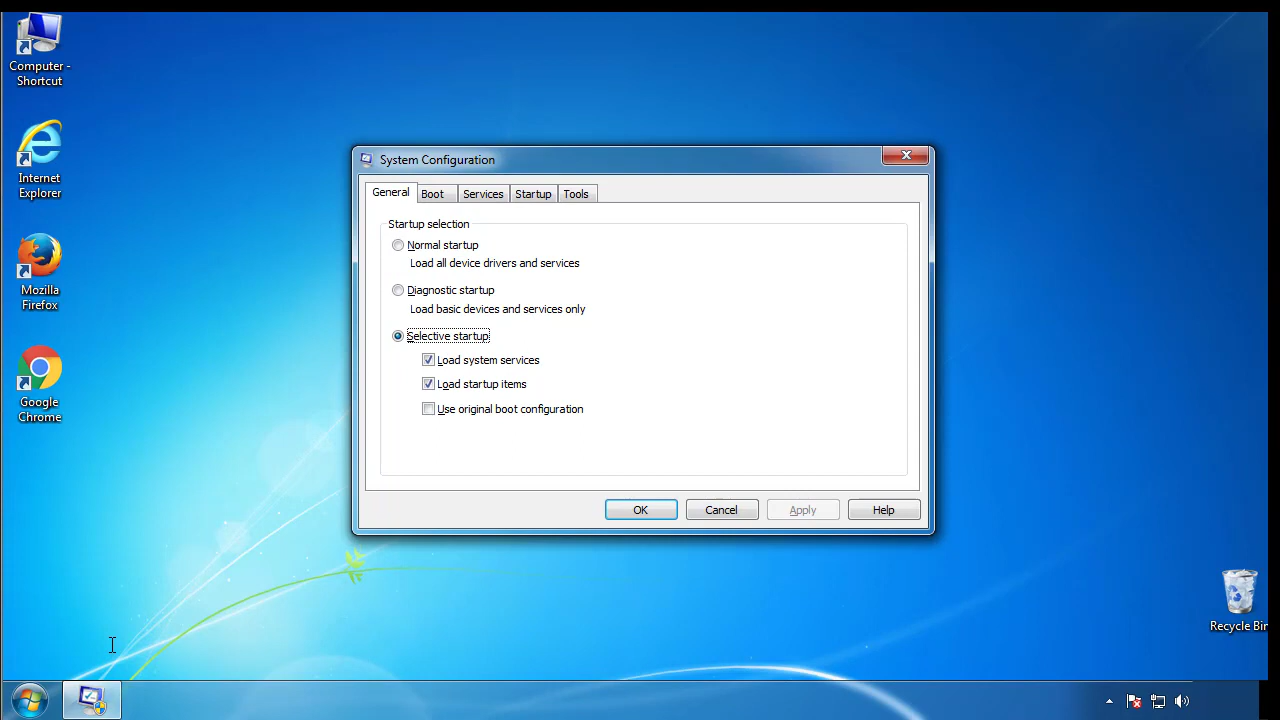 Computer -
Shortcut
Internet
Explorer
Mozilla
Firefox
Google
Chrome
System Configuration
General
Boot
Services
Startup
Tools
Startup selection
Normal startup
Load all device drivers and services
Diagnostic startup
Load basic devices and services only
Selective startup
Load system services
Load startup items
Use original boot configuration
OK
Cancel
Apply
Help
Recycle Bin